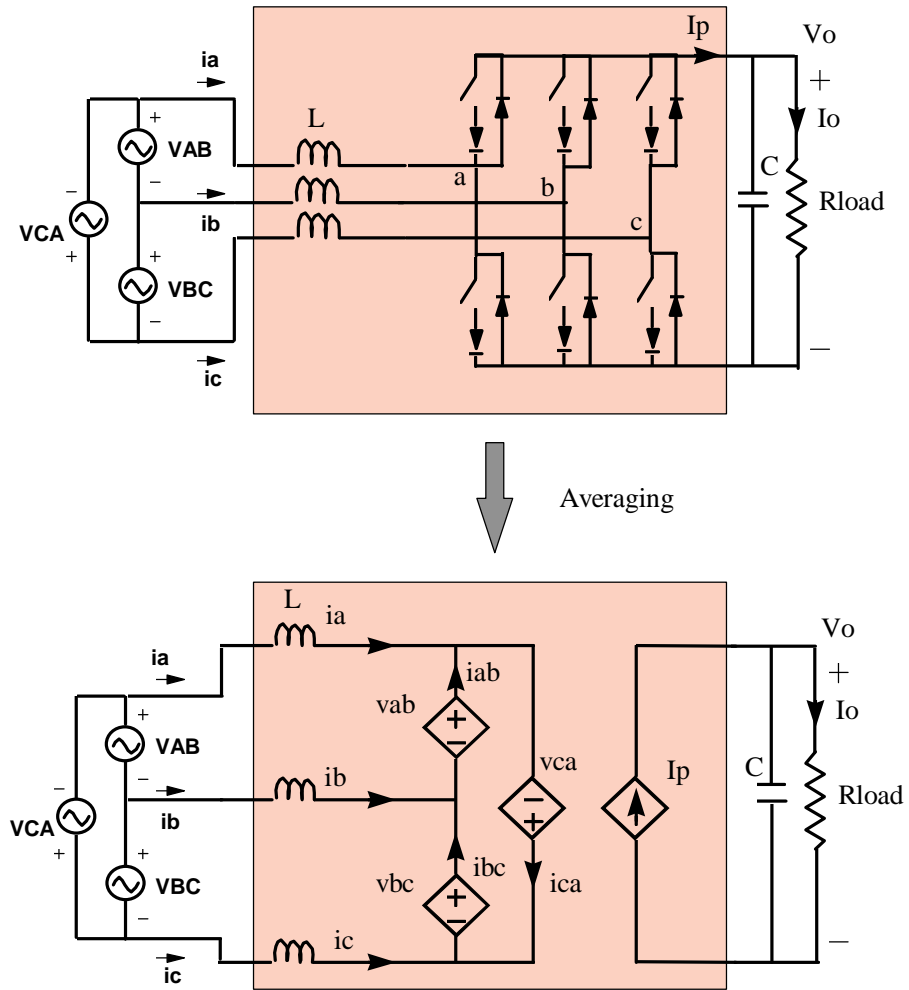 Ip
Vo
ia
+
L
Io
+
VAB
−
−
a
b
C
Rload
VCA
ib
c
+
+
VBC
−
−
ic
Averaging
L
ia
Vo
ia
iab
+
+
vab
+
−
Io
−
VAB
vca
−
ib
−
+
Ip
C
Rload
VCA
ib
+
+
ibc
VBC
vbc
+
−
ica
−
ic
−
ic